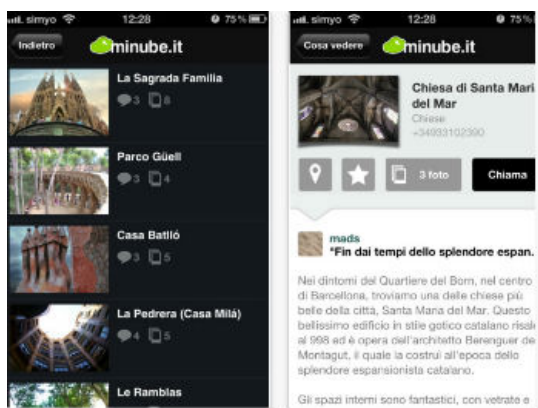 simyo 12:28 75%
Indietro minube.it
La Sagrada Familia
3 8
Parco Güell
3 4
Casa Batlló
3 5
La Pedrera (Casa Milá)
4 5
Le Ramblas
simyo 12:28 75%
Cosa vedere minube.it
Chiesa di Santa Mari
del Mar
Chiese
+34933102390
3 foto Chiama
mads
"Fin dai tempi dello splendore espan.
Nei dintorni del Quartiere del Born, nel centro
di Barcellona, troviamo una delle chiese più
belle della città, Santa Maria del Mar. Questo
bellissimo edificio in stile gotico catalano risale
al 998 ed è opera dell'architetto Berenguer de
Montagut, il quale la costruì all'epoca dello
splendore espansionista catalano.
Gli spazi interni sono fantastici, con vetrate e